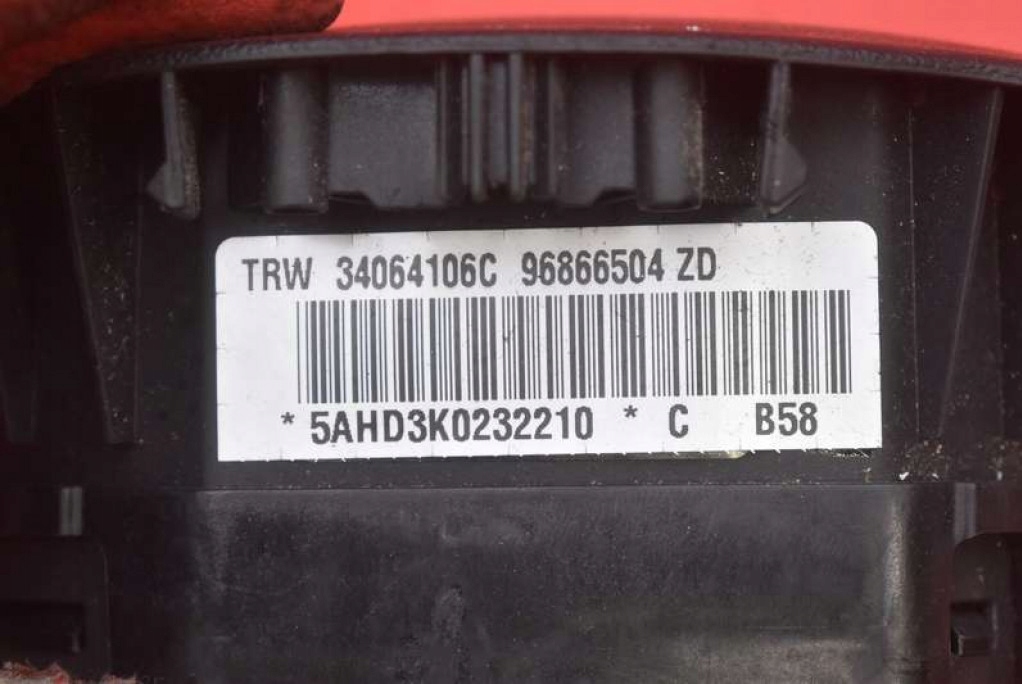 TRW 34064106C 96866504 ZD
* 5AHD3K0232210 * C B58